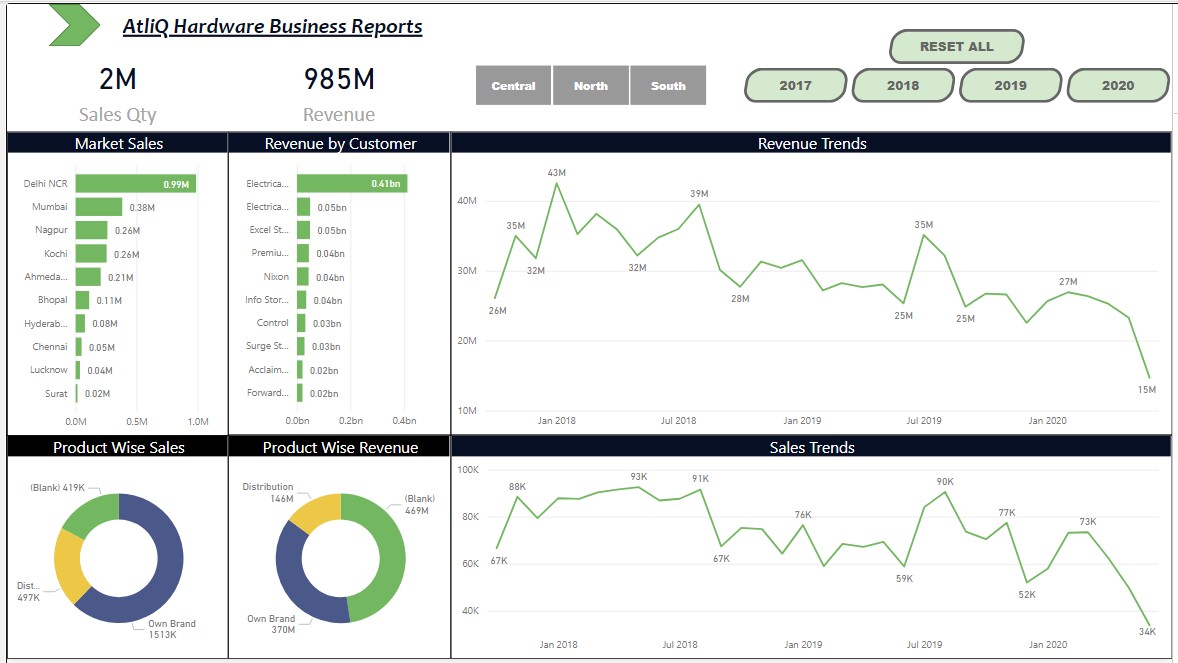 AtliQ Hardware Business Reports
RESET ALL
2M
Sales Qty
985M
Revenue
Central
North
South
2017
2018
2019
2020
Market Sales
Delhi NCR 0.99M
Mumbai 0.38M
Nagpur 0.26M
Kochi 0.26M
Ahmeda... 0.21M
Bhopal 0.11M
Hyderab... 0.08M
Chennai 0.05M
Lucknow 0.04M
Surat 0.02M
0.0M 0.5M 1.0M
Revenue by Customer
Electrica... 0.41bn
Electrica... 0.05bn
Excel St... 0.05bn
Premiu... 0.04bn
Nixon 0.04bn
Info Stor... 0.04bn
Control 0.03bn
Surge St... 0.03bn
Acclaim... 0.02bn
Forward... 0.02bn
0.0bn 0.2bn 0.4bn
Revenue Trends
40M
30M
20M
10M
26M
35M
32M
43M
32M
39M
28M
25M
35M
25M
27M
15M
Jan 2018 Jul 2018 Jan 2019 Jul 2019 Jan 2020
Product Wise Sales
(Blank) 419K
Dist...
497K
Own Brand
1513K
Product Wise Revenue
Distribution
146M
(Blank)
469M
Own Brand
370M
Sales Trends
100K
80K
60K
40K
67K
88K
93K
91K
67K
76K
59K
90K
77K
52K
73K
34K
Jan 2018 Jul 2018 Jan 2019 Jul 2019 Jan 2020